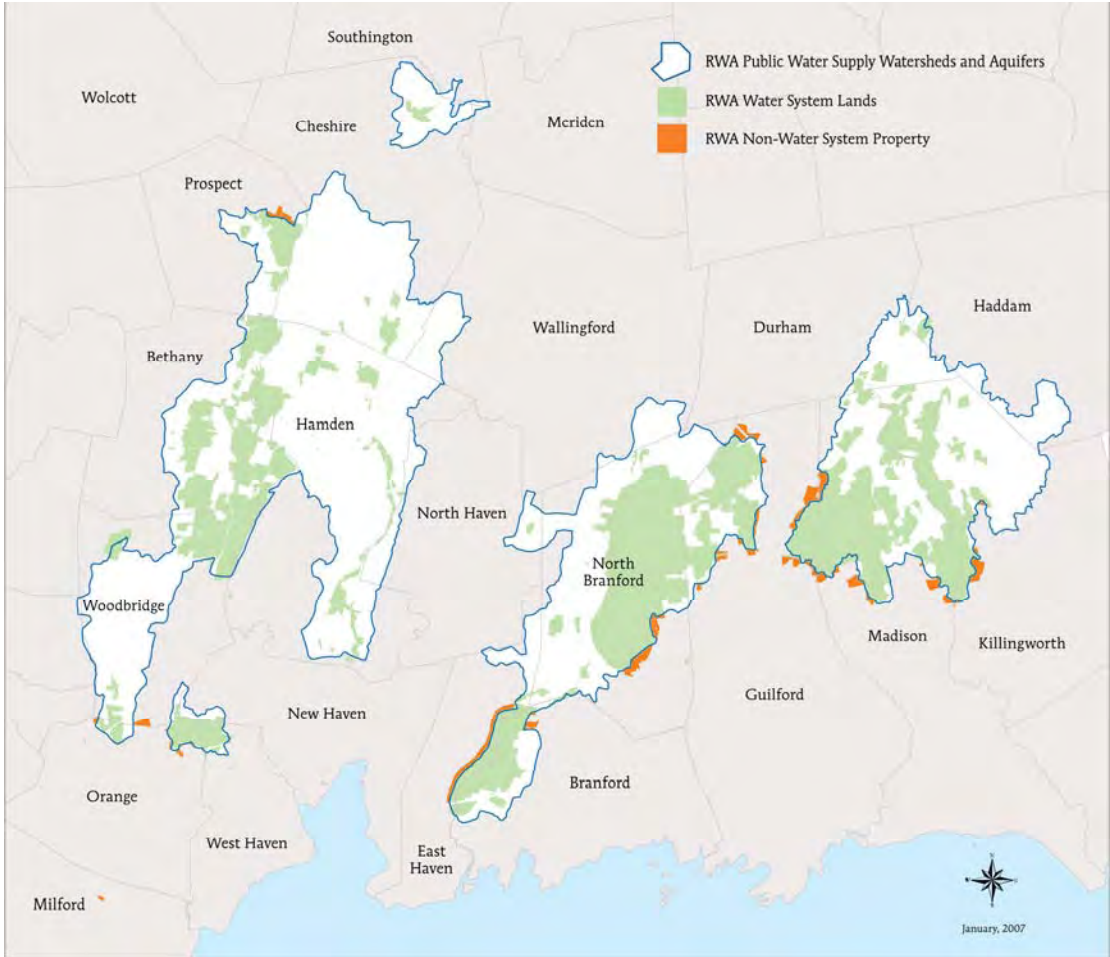 Southington
RWA Public Water Supply Watersheds and Aquifers
Wolcott
RWA Water System Lands
Cheshire
Meriden
RWA Non-Water System Property
Prospect
Haddam
Wallingford
Durham
Bethany
Hamden
North Haven
North
Branford
Woodbridge
Madison
Killingworth
Guilford
New Haven
Branford
Orange
West Haven
East
Haven
Milford
N
January, 2007